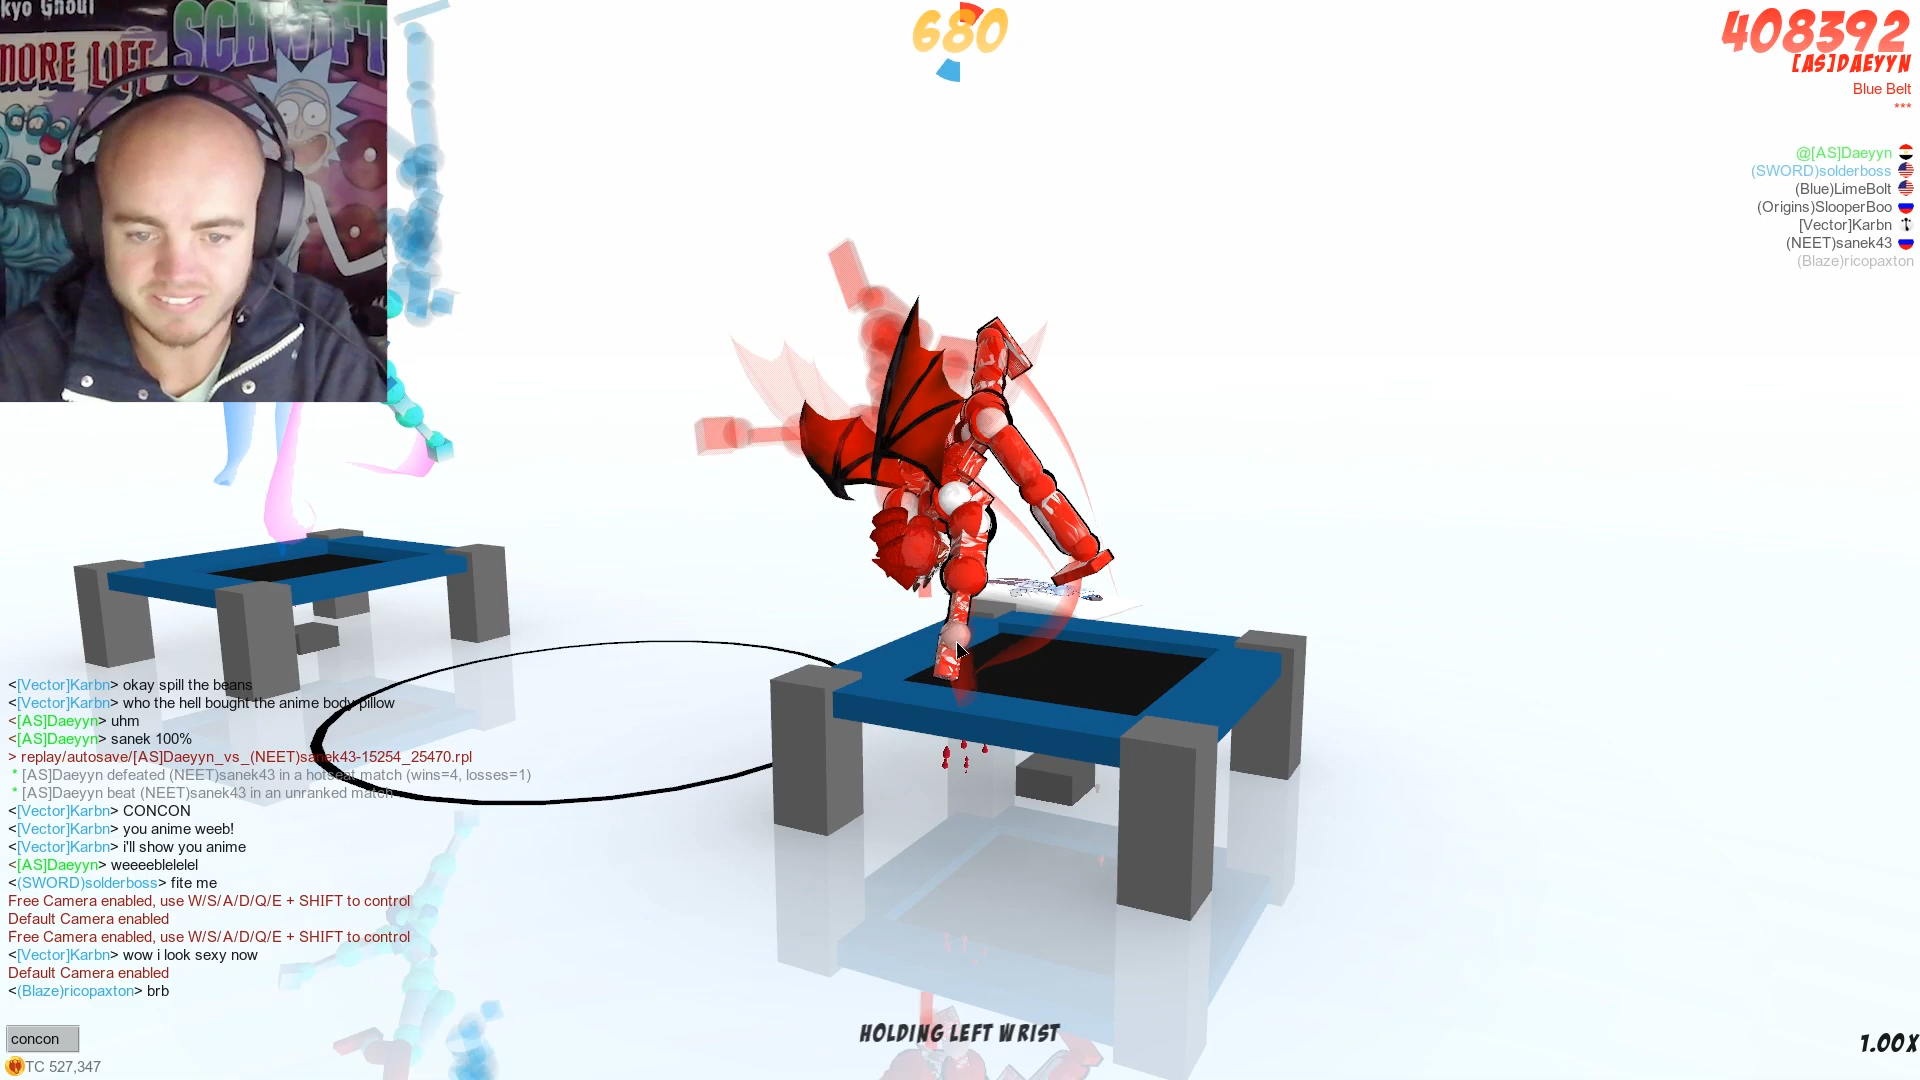 kyo Ghoul
MORE LIFE
SCHWIFT
680
408392
[AS]DAEYYN
Blue Belt
***
@[AS]Daeyyn
(SWORD)solderboss
(Blue)LimeBolt
(Origins)SlooperBoo
[Vector]Karbn
(NEET)sanek43
(Blaze)ricopaxton
<[Vector]Karbn> okay spill the beans
<[Vector]Karbn> who the hell bought the anime body pillow
<[AS]Daeyyn> uhm
<[AS]Daeyyn> sanek 100%
> replay/autosave/[AS]Daeyyn_vs_(NEET)sanek43-15254_25470.rpl
* [AS]Daeyyn defeated (NEET)sanek43 in a hotseat match (wins=4, losses=1)
* [AS]Daeyyn beat (NEET)sanek43 in an unranked match
<[Vector]Karbn> CONCON
<[Vector]Karbn> you anime weeb!
<[Vector]Karbn> i'll show you anime
<[AS]Daeyyn> weeeeblelelel
<(SWORD)solderboss> fite me
Free Camera enabled, use W/S/A/D/Q/E + SHIFT to control
Default Camera enabled
Free Camera enabled, use W/S/A/D/Q/E + SHIFT to control
<[Vector]Karbn> wow i look sexy now
Default Camera enabled
<(Blaze)ricopaxton> brb
concon
TC 527,347
HOLDING LEFT WRIST
1.00X